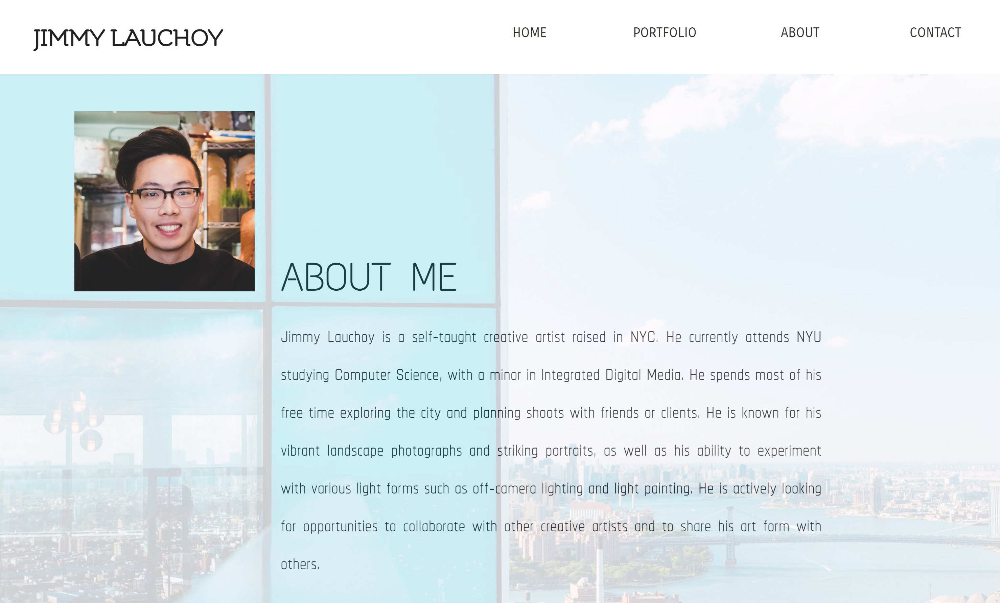 JIMMY LAUCHOY
HOME PORTFOLIO ABOUT CONTACT
ABOUT ME
Jimmy Lauchoy is a self-taught creative artist raised in NYC. He currently attends NYU
studying Computer Science, with a minor in Integrated Digital Media. He spends most of his
free time exploring the city and planning shoots with friends or clients. He is known for his
vibrant landscape photographs and striking portraits, as well as his ability to experiment
with various light forms such as off-camera lighting and light painting. He is actively looking
for opportunities to collaborate with other creative artists and to share his art form with
others.